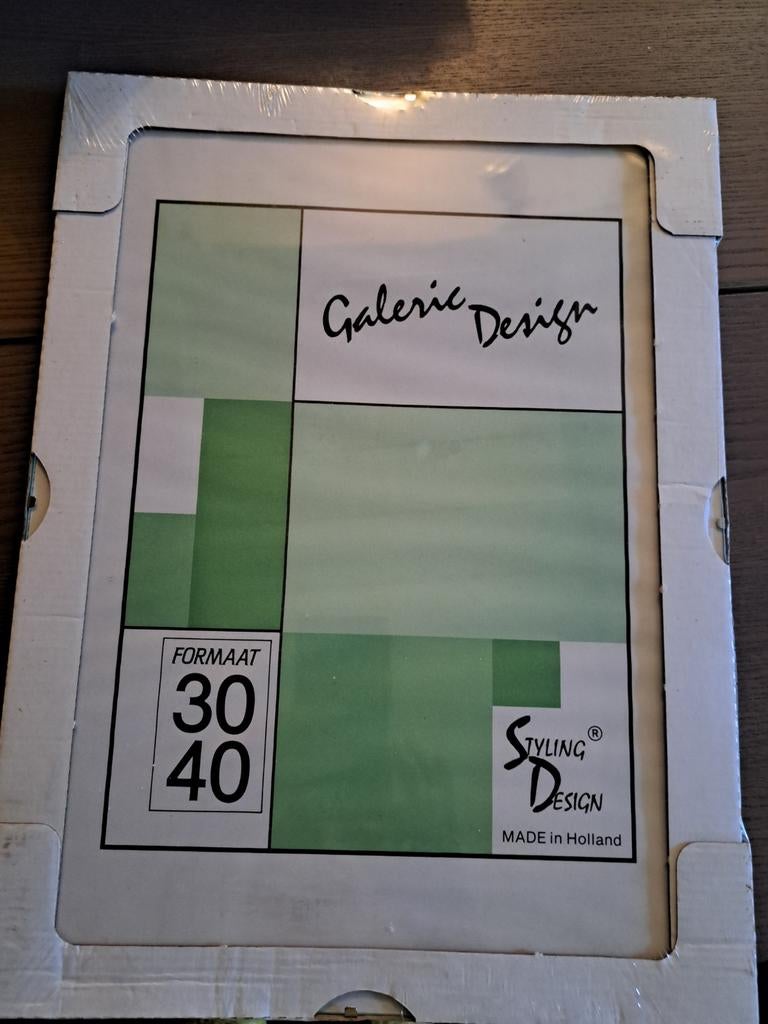 Galerie Design
FORMAAT
30
40
STYLING®
DESIGN
MADE in Holland